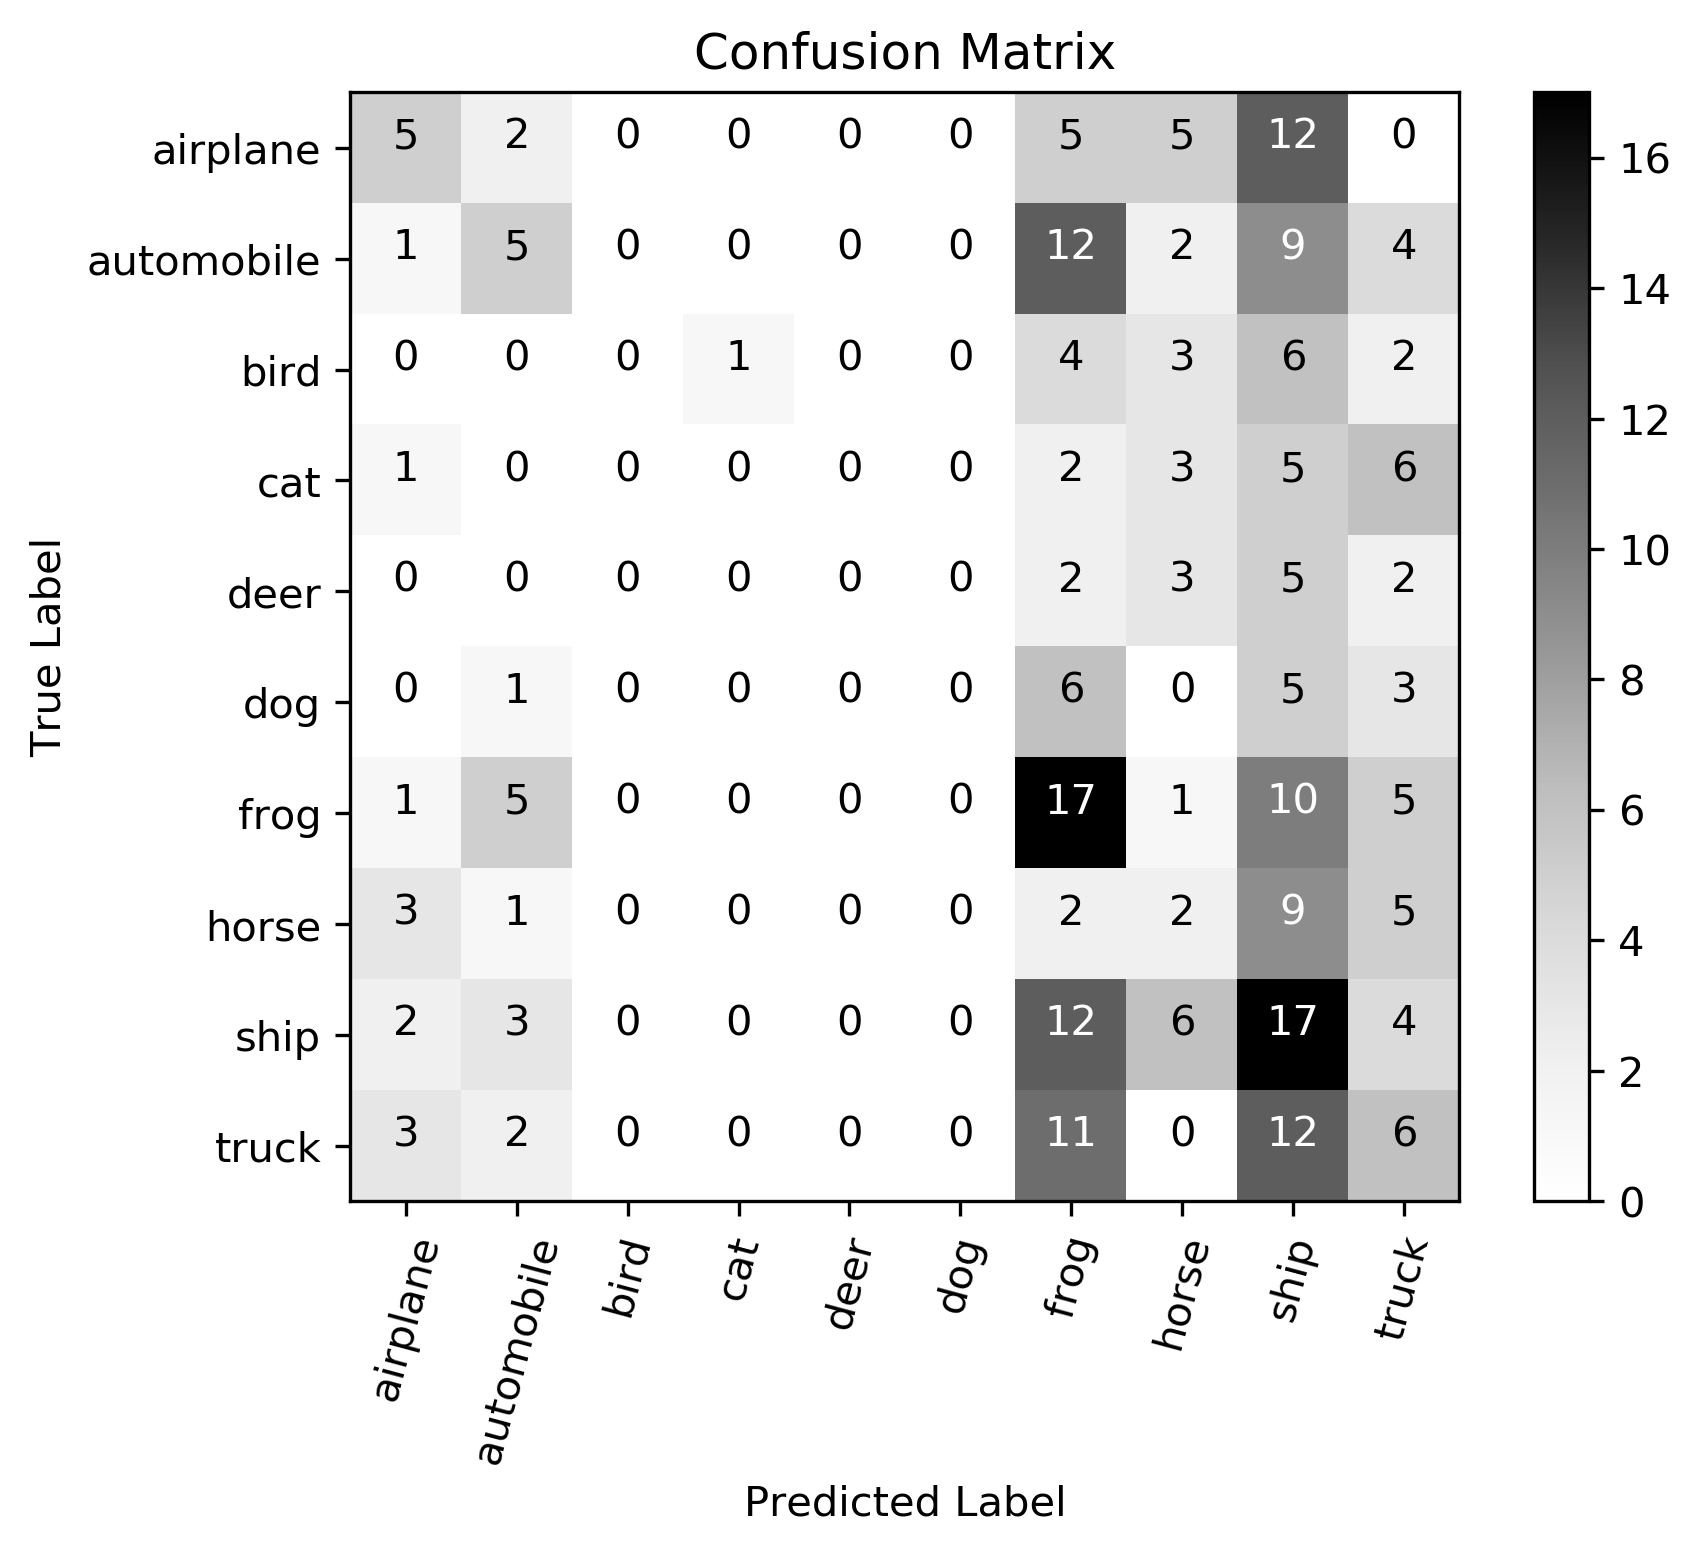 Confusion Matrix
airplane 5 2 0 0 0 0 5 5 12 0
automobile 1 5 0 0 0 0 12 2 9 4
bird 0 0 0 1 0 0 4 3 6 2
cat 1 0 0 0 0 0 2 3 5 6
deer 0 0 0 0 0 0 2 3 5 2
dog 0 1 0 0 0 0 6 0 5 3
frog 1 5 0 0 0 0 17 1 10 5
horse 3 1 0 0 0 0 2 2 9 5
ship 2 3 0 0 0 0 12 6 17 4
truck 3 2 0 0 0 0 11 0 12 6
True Label
airplane automobile bird cat deer dog frog horse ship truck
Predicted Label
16
14
12
10
8
6
4
2
0